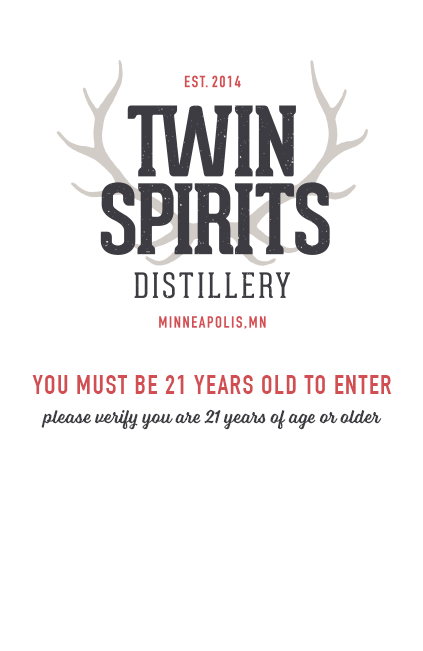 EST. 2014
TWIN
SPIRITS
DISTILLERY
MINNEAPOLIS, MN
YOU MUST BE 21 YEARS OLD TO ENTER
please verify you are 21 years of age or older